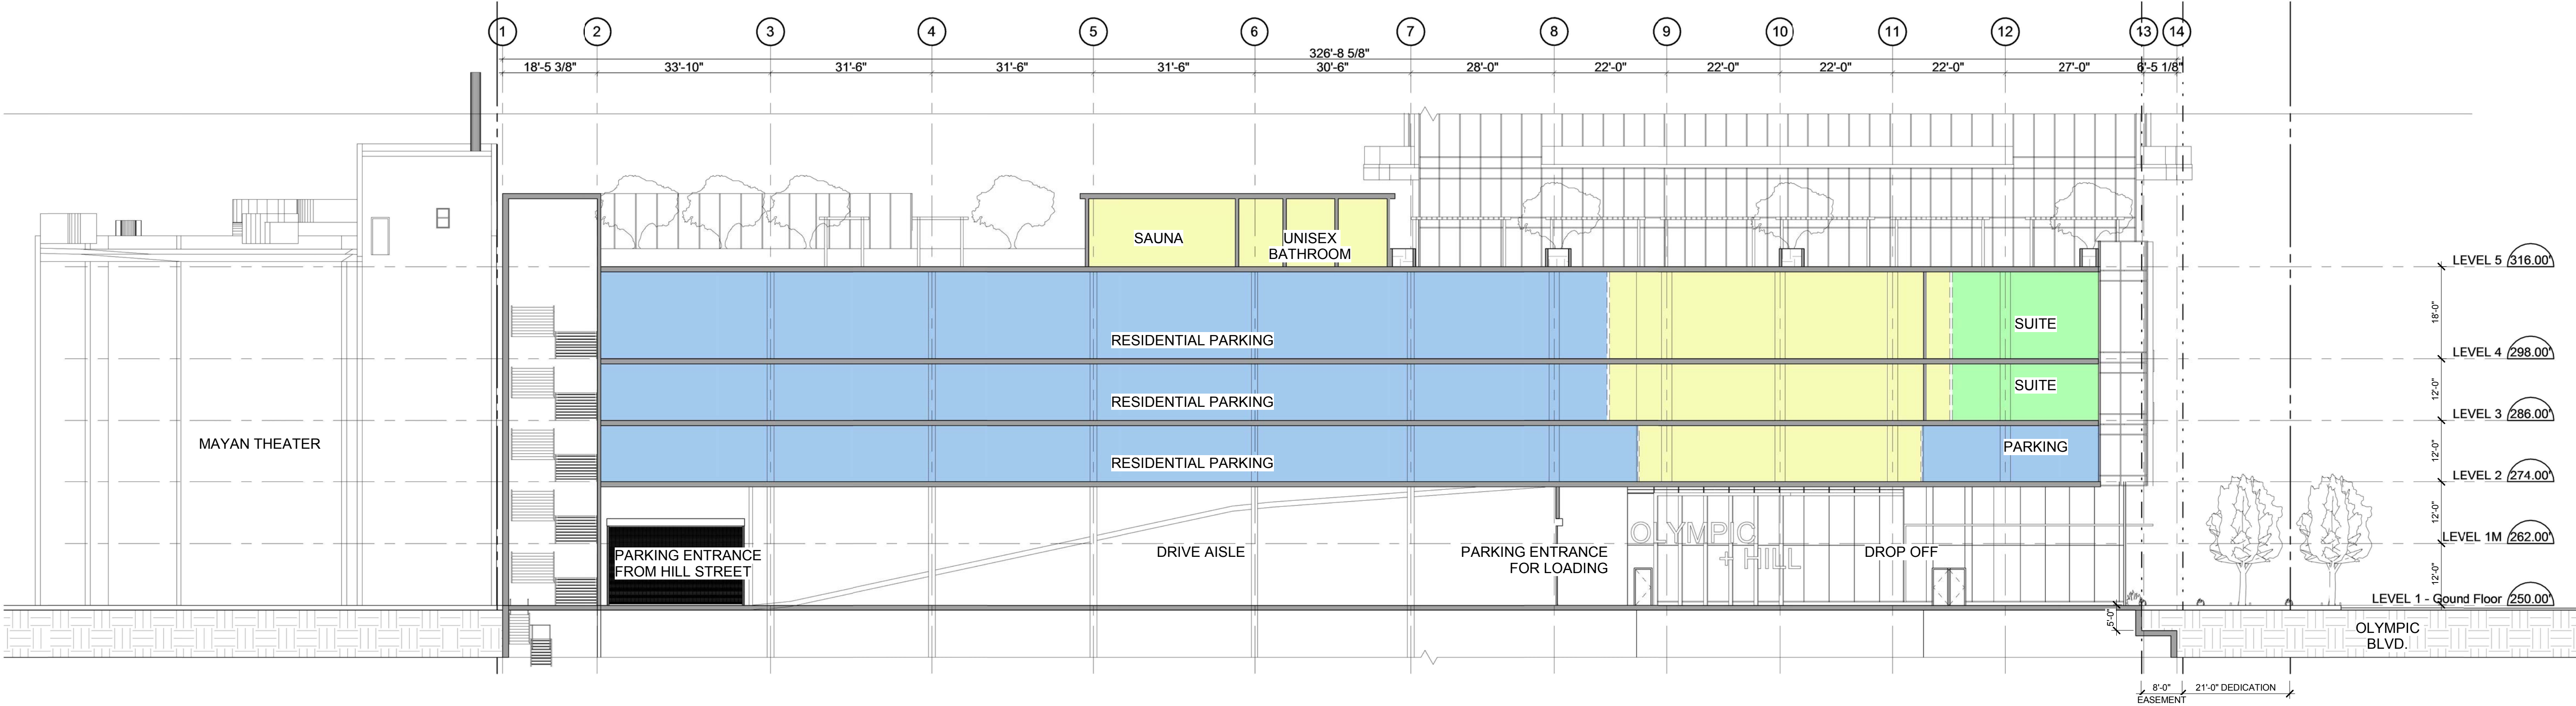 1 2 3 4 5 6 7 8 9 10 11 12 13 14
326'-8 5/8"
18'-5 3/8" 33'-10" 31'-6" 31'-6" 31'-6" 30'-6" 28'-0" 22'-0" 22'-0" 22'-0" 22'-0" 27'-0" 6'-5 1/8"
SAUNA
UNISEX
BATHROOM
LEVEL 5 316.00'
18'-0"
RESIDENTIAL PARKING
SUITE
LEVEL 4 298.00'
12'-0"
RESIDENTIAL PARKING
SUITE
LEVEL 3 286.00'
12'-0"
MAYAN THEATER
RESIDENTIAL PARKING
PARKING
LEVEL 2 274.00'
12'-0"
OLYMPIC
+ HILL
LEVEL 1M 262.00'
PARKING ENTRANCE
FROM HILL STREET
DRIVE AISLE
PARKING ENTRANCE
FOR LOADING
DROP OFF
12'-0"
LEVEL 1 - Gound Floor 250.00'
5'-0"
OLYMPIC
BLVD.
8'-0"
EASEMENT
21'-0" DEDICATION